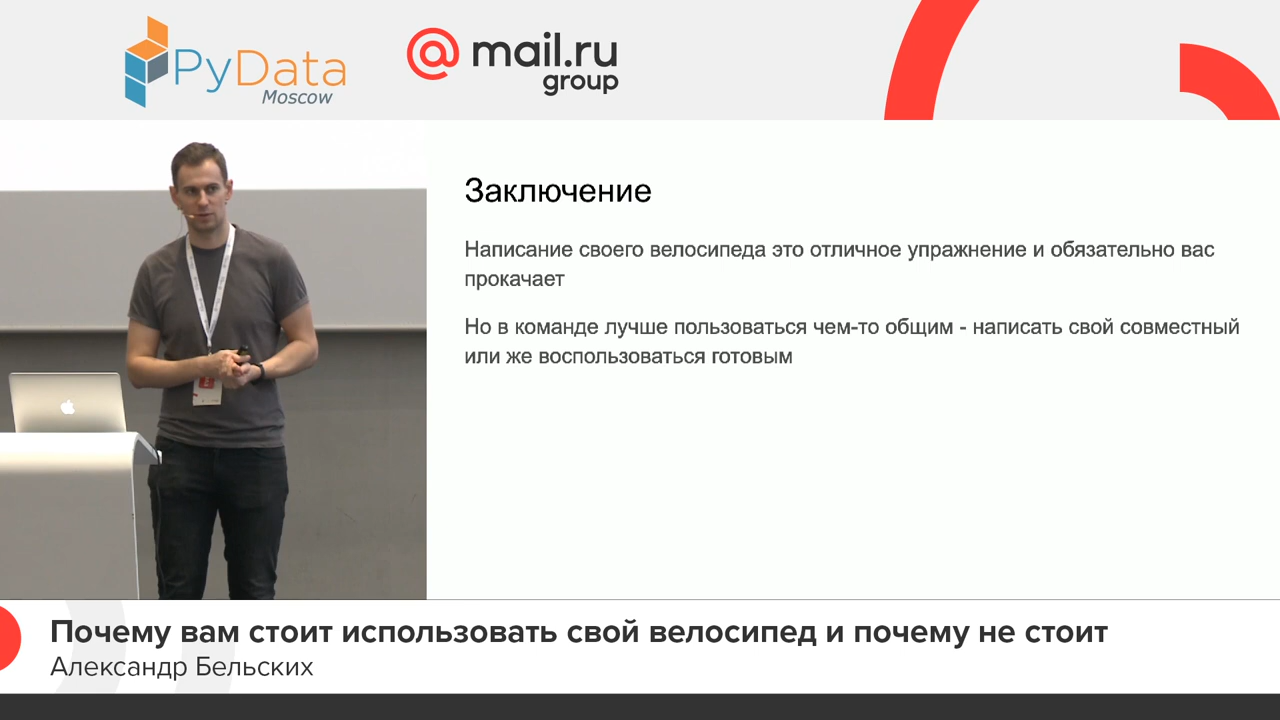 PyData
Moscow
@mail.ru
group
Заключение
Написание своего велосипеда это отличное упражнение и обязательно вас
прокачает
Но в команде лучше пользоваться чем-то общим - написать свой совместный
или же воспользоваться готовым
Почему вам стоит использовать свой велосипед и почему не стоит
Александр Бельских